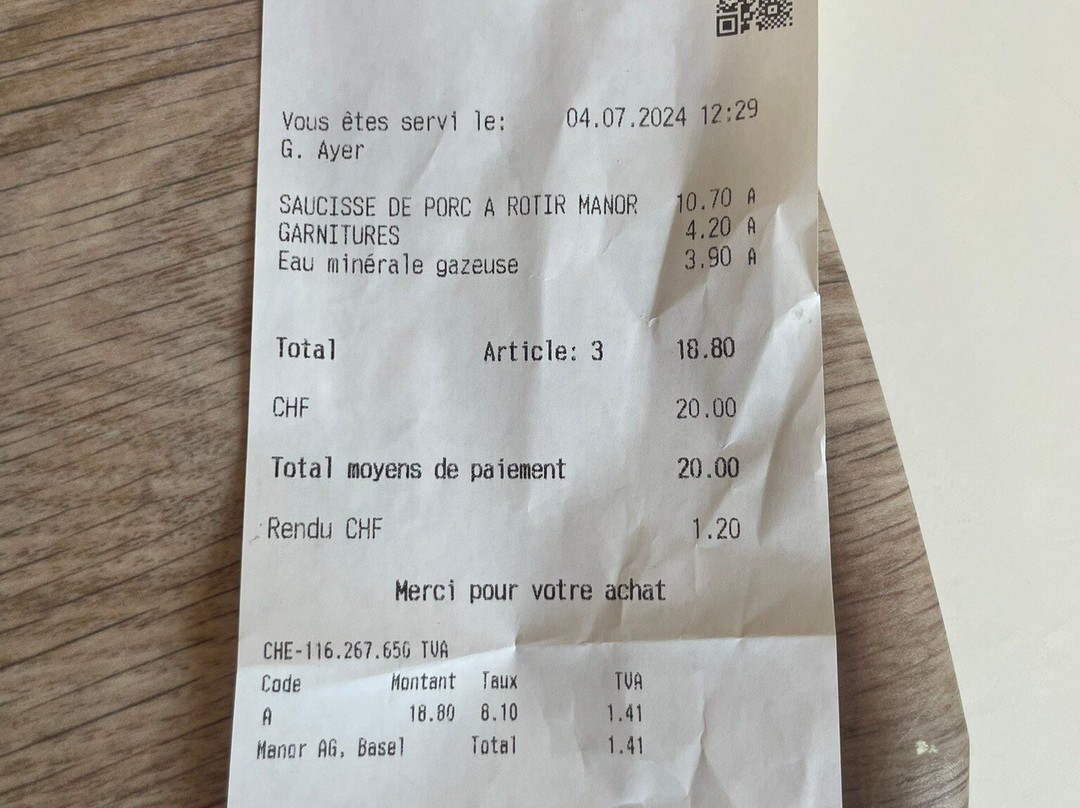 Vous êtes servi le: 04.07.2024 12:29
G. Ayer
SAUCISSE DE PORC A ROTIR MANOR 10.70 A
GARNITURES 4.20 A
Eau minérale gazeuse 3.90 A
Total Article: 3 18.80
CHF 20.00
Total moyens de paiement 20.00
Rendu CHF 1.20
Merci pour votre achat
CHE-116.267.650 TVA
Code Montant Taux TVA
A 18.80 8.10 1.41
Manor AG, Basel Total 1.41